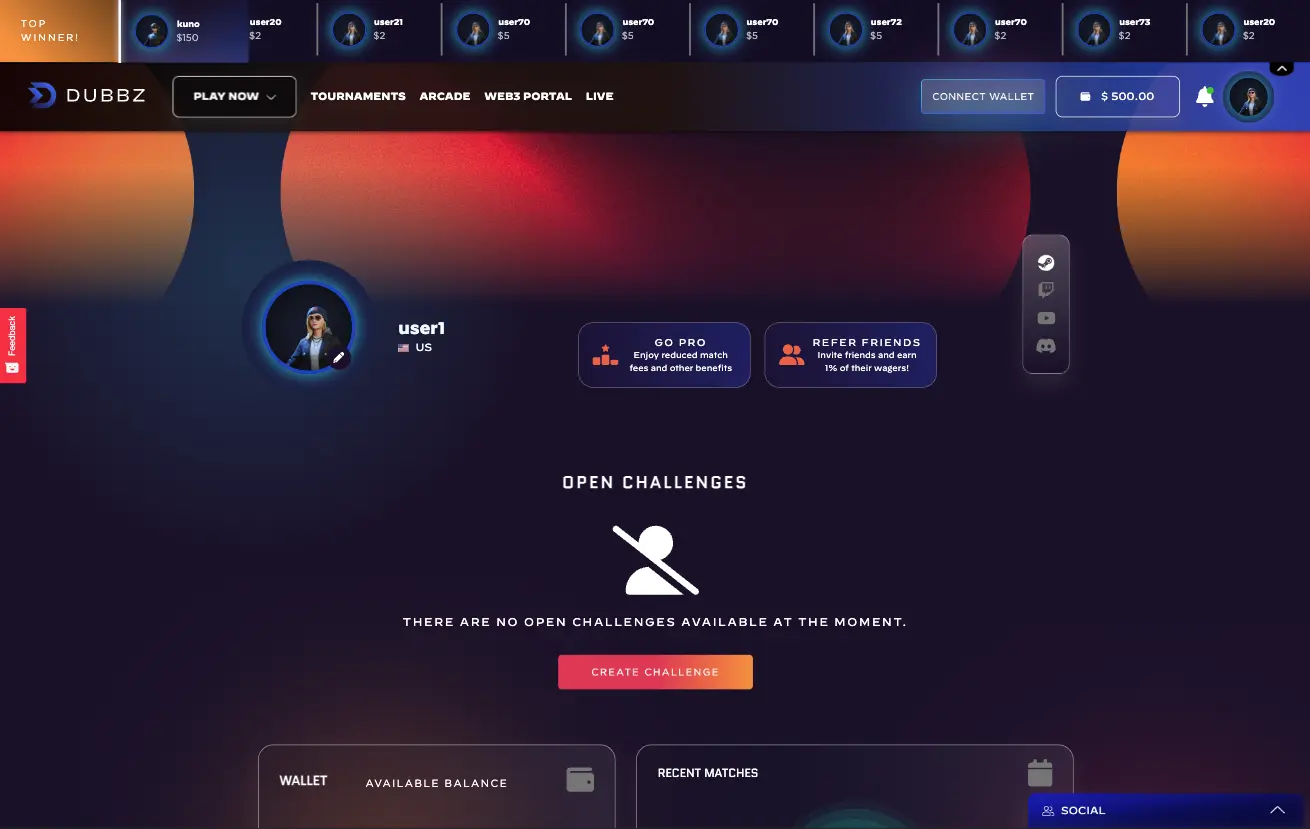 TOP
WINNER!
kuno
$150
user20
$2
user21
$2
user70
$5
user70
$5
user70
$5
user72
$5
user70
$2
user73
$2
user20
$2
DUBBZ
PLAY NOW
TOURNAMENTS
ARCADE
WEB3 PORTAL
LIVE
CONNECT WALLET
$ 500.00
Feedback
user1
US
GO PRO
Enjoy reduced match
fees and other benefits
REFER FRIENDS
Invite friends and earn
1% of their wagers!
OPEN CHALLENGES
THERE ARE NO OPEN CHALLENGES AVAILABLE AT THE MOMENT.
CREATE CHALLENGE
WALLET
AVAILABLE BALANCE
RECENT MATCHES
SOCIAL